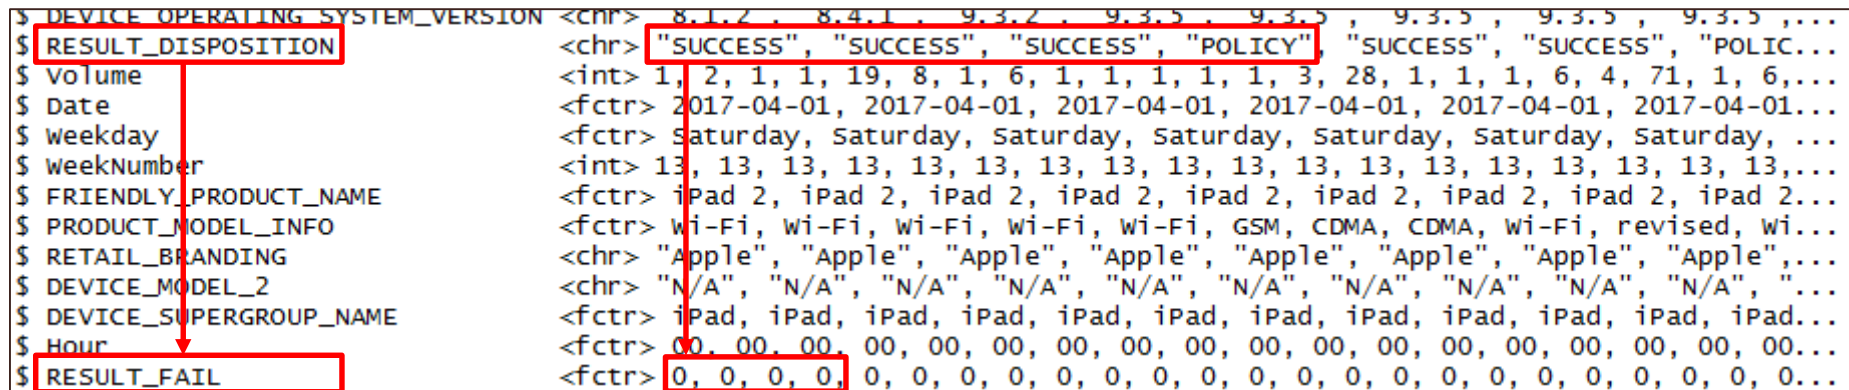 $ DEVICE_OPERATING_SYSTEM_VERSION <chr> "8.1.2", "8.4.1", "9.3.2", "9.3.5", "9.3.5", "9.3.5", "9.3.5", "9.3.5",...
$ RESULT_DISPOSITION <chr> "SUCCESS", "SUCCESS", "SUCCESS", "POLICY", "SUCCESS", "SUCCESS", "POLIC...
$ Volume <int> 1, 2, 1, 1, 19, 8, 1, 6, 1, 1, 1, 1, 1, 3, 28, 1, 1, 1, 6, 4, 71, 1, 6,...
$ Date <fctr> 2017-04-01, 2017-04-01, 2017-04-01, 2017-04-01, 2017-04-01, 2017-04-01...
$ Weekday <fctr> Saturday, Saturday, Saturday, Saturday, Saturday, Saturday, Saturday, ...
$ WeekNumber <int> 13, 13, 13, 13, 13, 13, 13, 13, 13, 13, 13, 13, 13, 13, 13, 13, 13, 13,...
$ FRIENDLY_PRODUCT_NAME <fctr> iPad 2, iPad 2, iPad 2, iPad 2, iPad 2, iPad 2, iPad 2, iPad 2, iPad 2...
$ PRODUCT_MODEL_INFO <fctr> Wi-Fi, Wi-Fi, Wi-Fi, Wi-Fi, Wi-Fi, GSM, CDMA, CDMA, Wi-Fi, revised, Wi...
$ RETAIL_BRANDING <chr> "Apple", "Apple", "Apple", "Apple", "Apple", "Apple", "Apple", "Apple",...
$ DEVICE_MODEL_2 <chr> "N/A", "N/A", "N/A", "N/A", "N/A", "N/A", "N/A", "N/A", "N/A", "N/A", "...
$ DEVICE_SUPERGROUP_NAME <fctr> iPad, iPad, iPad, iPad, iPad, iPad, iPad, iPad, iPad, iPad, iPad, iPad...
$ Hour <fctr> 00, 00, 00, 00, 00, 00, 00, 00, 00, 00, 00, 00, 00, 00, 00, 00, 00, 00...
$ RESULT_FAIL <fctr> 0, 0, 0, 0, 0, 0, 0, 0, 0, 0, 0, 0, 0, 0, 0, 0, 0, 0, 0, 0, 0, 0, 0, 0...